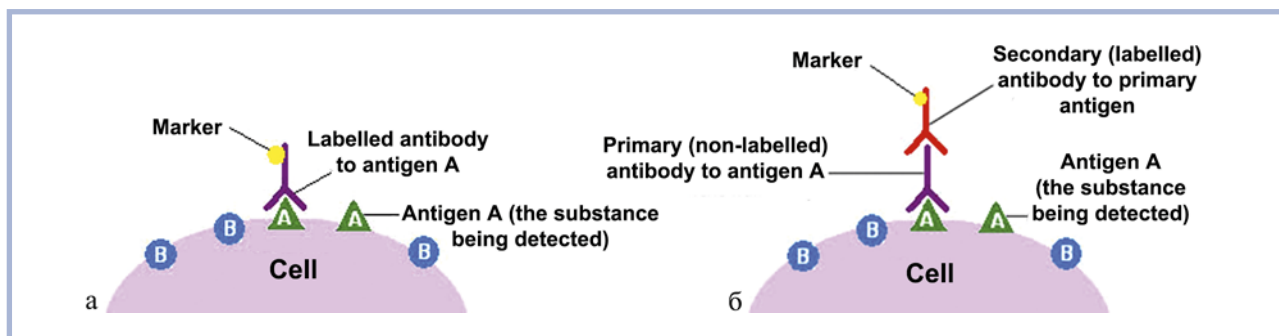 Marker
Labelled antibody
to antigen A
A
A
Antigen A (the substance
being detected)
B
B
B
Cell
а
Marker
Secondary (labelled)
antibody to primary
antigen
Primary (non-labelled)
antibody to antigen A
Antigen A
(the substance
being detected)
A
A
B
B
B
Cell
б